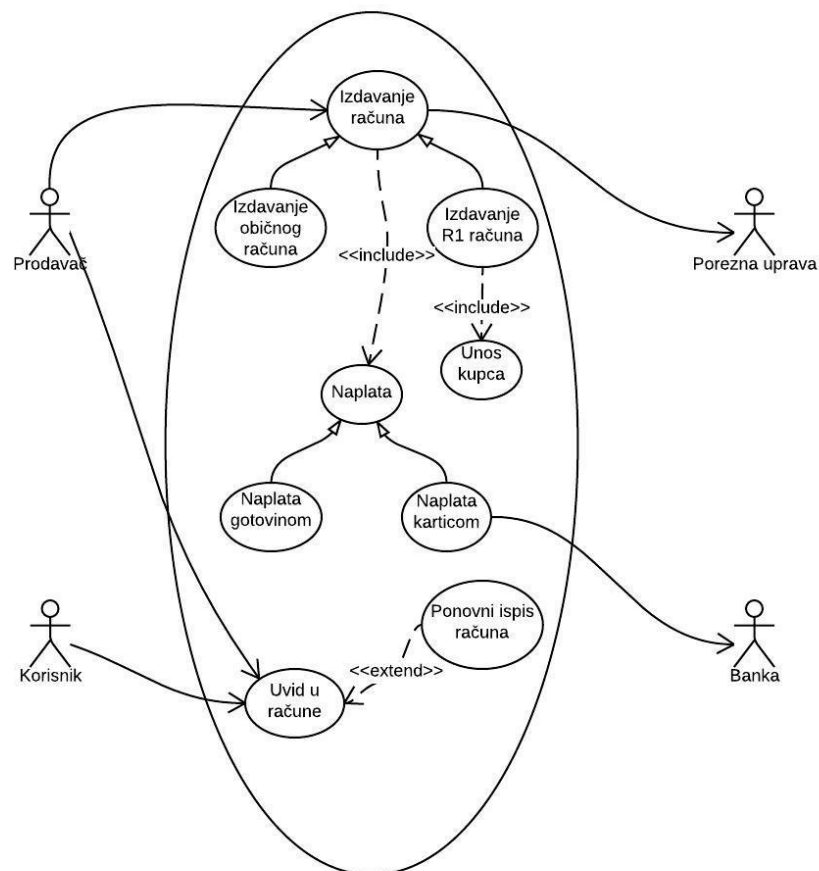 Izdavanje
računa
Izdavanje
običnog
računa
Izdavanje
R1 računa
Prodavač
Porezna uprava
<<include>>
<<include>>
Unos
kupca
Naplata
Naplata
gotovinom
Naplata
karticom
Ponovni ispis
računa
<<extend>>
Korisnik
Banka
Uvid u
račune